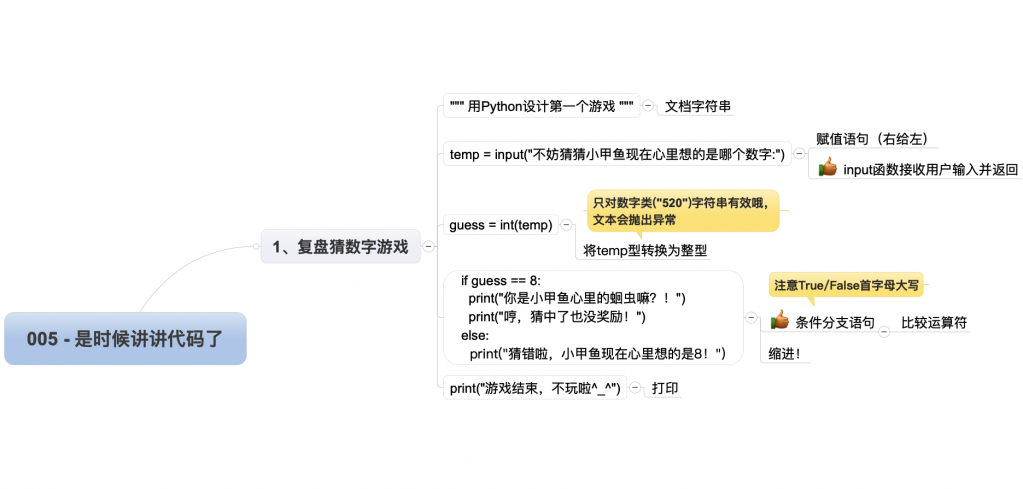 005 - 是时候讲讲代码了
1、复盘猜数字游戏
""" 用Python设计第一个游戏 """
文档字符串
temp = input("不妨猜猜小甲鱼现在心里想的是哪个数字:")
赋值语句（右给左）
input函数接收用户输入并返回
guess = int(temp)
只对数字类("520")字符串有效哦，
文本会抛出异常
将temp型转换为整型
if guess == 8:
print("你是小甲鱼心里的蛔虫嘛？！")
print("哼，猜中了也没奖励！")
else:
print("猜错啦，小甲鱼现在心里想的是8！")
注意True/False首字母大写
条件分支语句
比较运算符
缩进！
print("游戏结束，不玩啦^_^")
打印